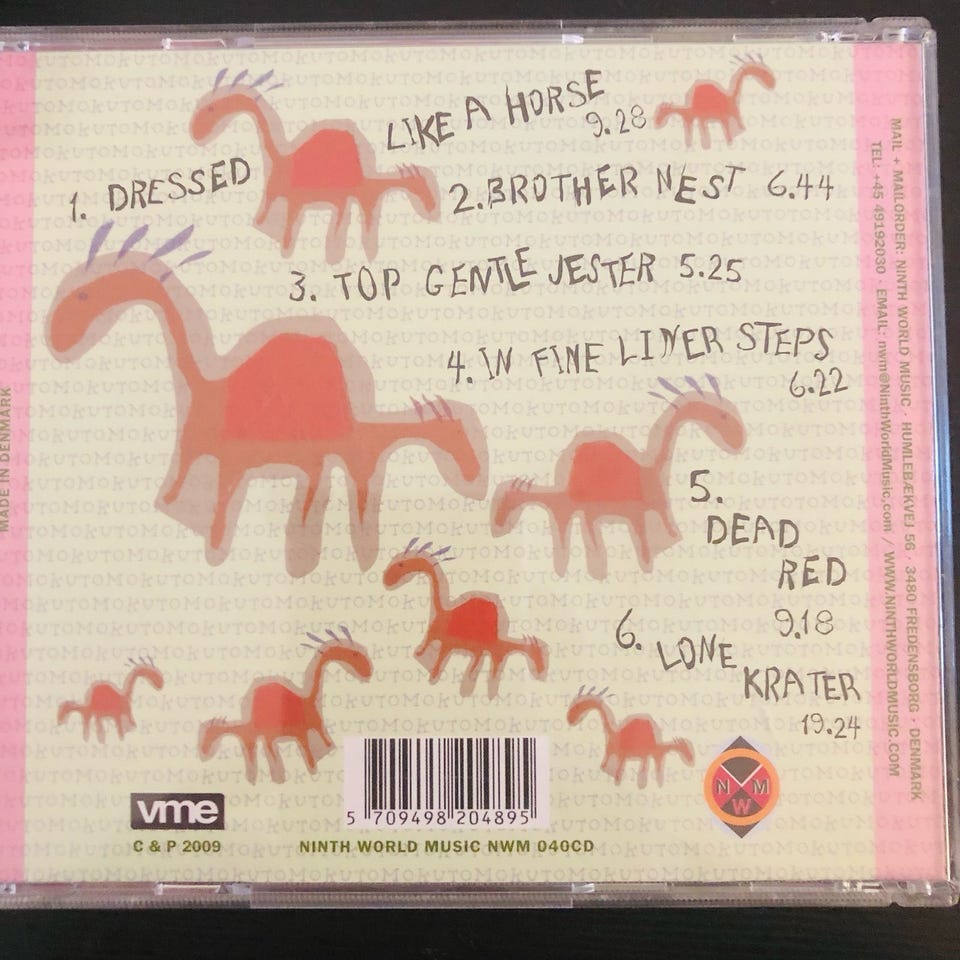 1. DRESSED LIKE A HORSE
9.28
2. BROTHER NEST 6.44
3. TOP GENTLE JESTER 5.25
4. IN FINE LINER STEPS
6.22
5.
DEAD
RED
9.18
6. LONE
KRATER
19.24
vme
C & P 2009
5 709498 204895
NINTH WORLD MUSIC NWM 040CD
N W M
MADE IN DENMARK
MAIL + MAILORDER: NINTH WORLD MUSIC · HUMLEBÆKVEJ 56 · 3480 FREDENSBORG · DENMARK
TEL: +45 49192030 · EMAIL: nwm@NinthWorldMusic.com / WWW.NINTHWORLDMUSIC.COM
MOKUTO